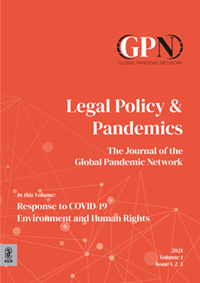 GPN
GLOBAL PANDEMIC NETWORK
Legal Policy &
Pandemics
The Journal of the
Global Pandemic Network
In this Volume:
Response to COVID 19
Environment and Human Rights
2021
Volume 1
Issue 1-2-3